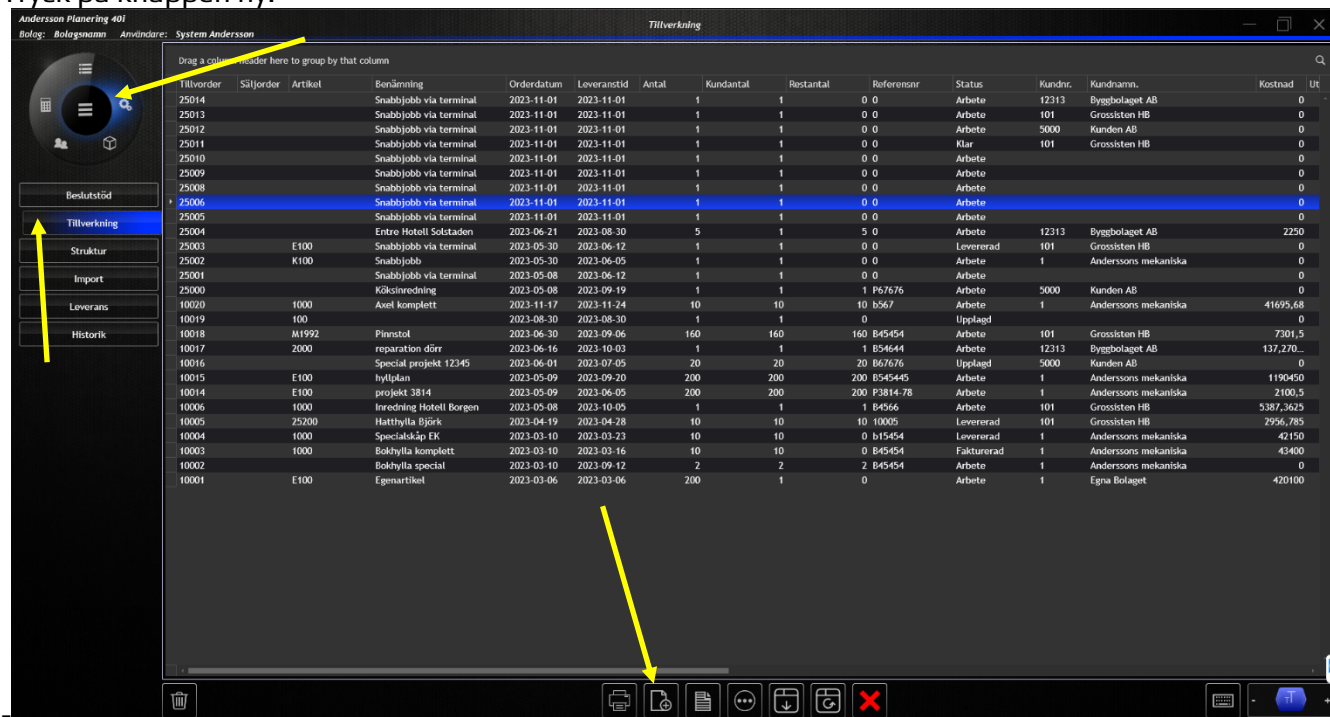 Tryck på knappen ny.
Andersson Planering 40i
Tillverkning
Bolag: Bolagsnamn Användare: System Andersson
Drag a column header here to group by that column
Tillvorder Säljorder Artikel Benämning Orderdatum Leveranstid Antal Kundantal Restantal Referensnr Status Kundnr. Kundnamn. Kostnad Ut
25014 Snabbjobb via terminal 2023-11-01 2023-11-01 1 1 0 0 Arbete 12313 Byggbolaget AB 0
25013 Snabbjobb via terminal 2023-11-01 2023-11-01 1 1 0 0 Arbete 101 Grossisten HB 0
25012 Snabbjobb via terminal 2023-11-01 2023-11-01 1 1 0 0 Arbete 5000 Kunden AB 0
25011 Snabbjobb via terminal 2023-11-01 2023-11-01 1 1 0 0 Klar 101 Grossisten HB 0
25010 Snabbjobb via terminal 2023-11-01 2023-11-01 1 1 0 0 Arbete 0
25009 Snabbjobb via terminal 2023-11-01 2023-11-01 1 1 0 0 Arbete 0
25008 Snabbjobb via terminal 2023-11-01 2023-11-01 1 1 0 0 Arbete 0
25006 Snabbjobb via terminal 2023-11-01 2023-11-01 1 1 0 0 Arbete 0
25005 Snabbjobb via terminal 2023-11-01 2023-11-01 1 1 0 0 Arbete 0
25004 Entre Hotell Solstaden 2023-06-21 2023-08-30 5 1 5 0 Arbete 12313 Byggbolaget AB 2250
25003 E100 Snabbjobb via terminal 2023-05-30 2023-06-12 1 1 0 0 Levererad 101 Grossisten HB 0
25002 K100 Snabbjobb 2023-05-30 2023-06-05 1 1 0 0 Arbete 1 Anderssons mekaniska 0
25001 Snabbjobb via terminal 2023-05-08 2023-06-12 1 1 0 0 Arbete 0
25000 Köksinredning 2023-05-08 2023-09-19 1 1 1 P67676 Arbete 5000 Kunden AB 0
10020 1000 Axel komplett 2023-11-17 2023-11-24 10 10 10 b567 Arbete 1 Anderssons mekaniska 41695,68
10019 100 2023-08-30 2023-08-30 1 1 0 Upplagd 0
10018 M1992 Pinnstol 2023-06-30 2023-09-06 160 160 160 B45454 Arbete 101 Grossisten HB 7301,5
10017 2000 reparation dörr 2023-06-16 2023-10-03 1 1 1 B54644 Arbete 12313 Byggbolaget AB 137,270...
10016 Special projekt 12345 2023-06-01 2023-07-05 20 20 20 B67676 Upplagd 5000 Kunden AB 0
10015 E100 hyllplan 2023-05-09 2023-09-20 200 200 200 B545445 Arbete 1 Anderssons mekaniska 1190450
10014 E100 projekt 3814 2023-05-09 2023-06-05 200 200 200 P3814-78 Arbete 1 Anderssons mekaniska 2100,5
10006 1000 Inredning Hotell Borgen 2023-05-08 2023-10-05 1 1 1 B4566 Arbete 101 Grossisten HB 5387,3625
10005 25200 Hatthylla Björk 2023-04-19 2023-04-28 10 10 10 10005 Levererad 101 Grossisten HB 2956,785
10004 1000 Specialskåp EK 2023-03-10 2023-03-23 10 10 0 b15454 Levererad 1 Anderssons mekaniska 42150
10003 1000 Bokhylla komplett 2023-03-10 2023-03-16 10 10 0 B45454 Fakturerad 1 Anderssons mekaniska 43400
10002 Bokhylla special 2023-03-10 2023-09-12 2 2 2 B45454 Arbete 1 Anderssons mekaniska 0
10001 E100 Egenartikel 2023-03-06 2023-03-06 200 1 0 Arbete 1 Egna Bolaget 420100
Beslutstöd
Tillverkning
Struktur
Import
Leverans
Historik
- T +